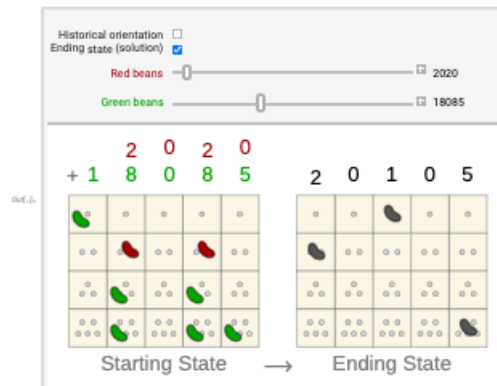 Historical orientation
Ending state (solution)
Red beans 2020
Green beans 18085
2 0 2 0
+ 1 8 0 8 5 2 0 1 0 5
Starting State → Ending State